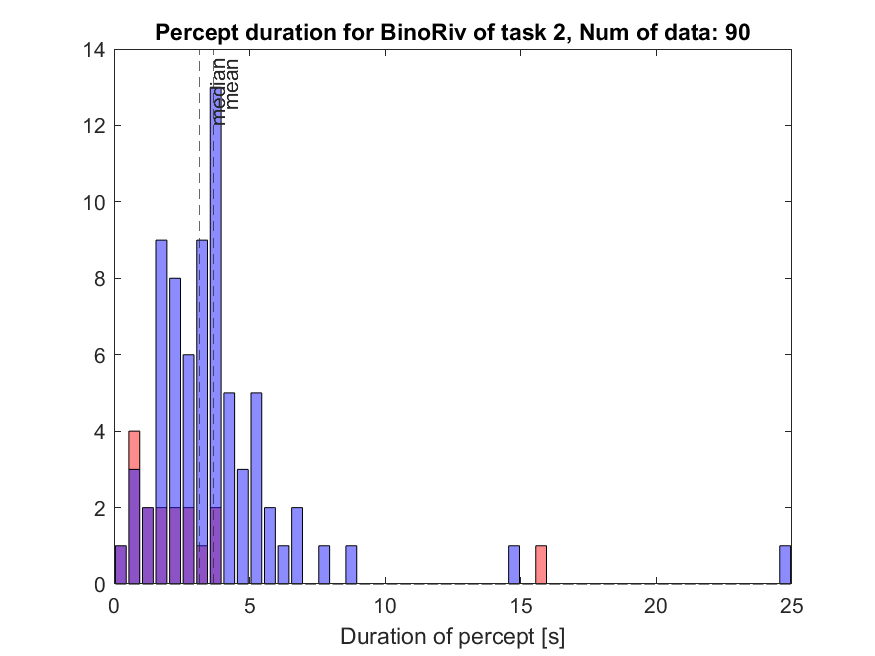 Percept duration for BinoRiv of task 2, Num of data: 90
14
12
10
8
6
4
2
0
median
mean
0 5 10 15 20 25
Duration of percept [s]